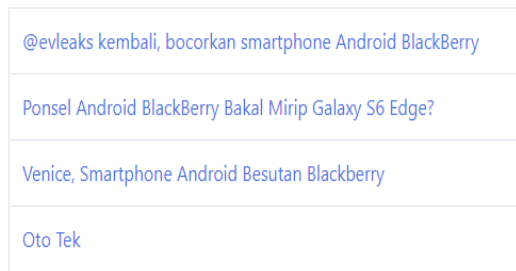 @evleaks kembali, bocorkan smartphone Android BlackBerry
Ponsel Android BlackBerry Bakal Mirip Galaxy S6 Edge?
Venice, Smartphone Android Besutan Blackberry
Oto Tek